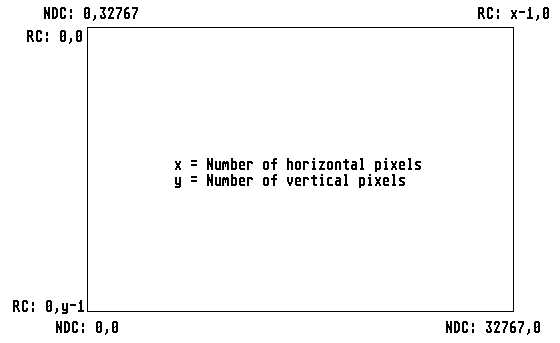 NDC: 0,32767
RC: x-1,0
RC: 0,0
x = Number of horizontal pixels
y = Number of vertical pixels
RC: 0,y-1
NDC: 0,0
NDC: 32767,0